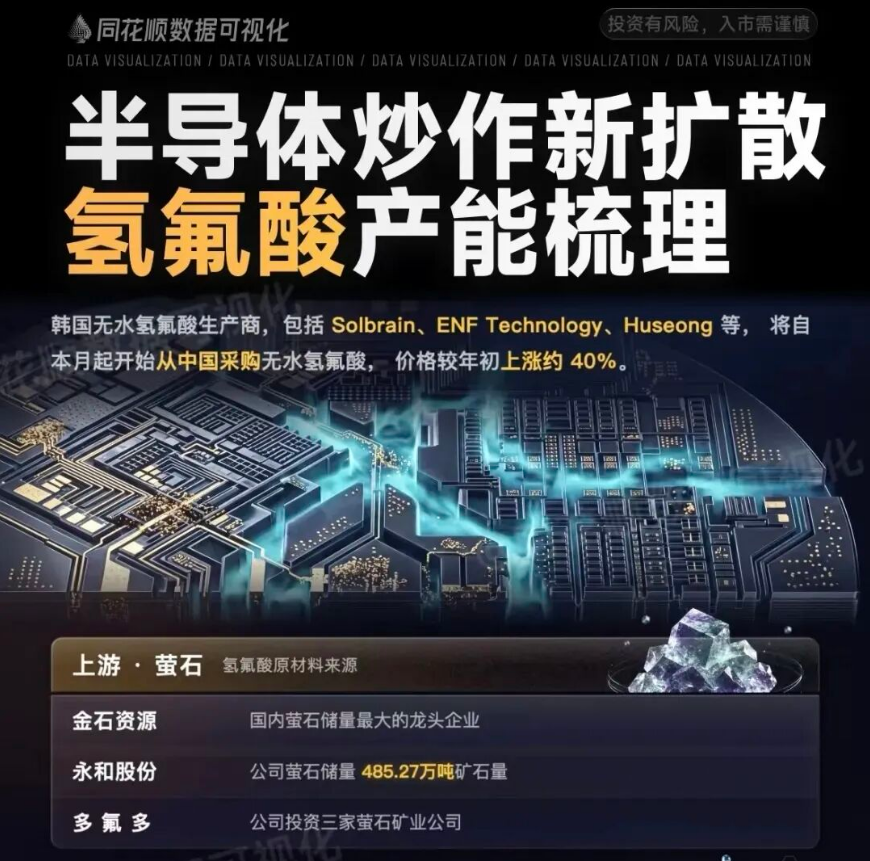 同花顺数据可视化
投资有风险，入市需谨慎
DATA VISUALIZATION / DATA VISUALIZATION / DATA VISUALIZATION / DATA VISUALIZATION / DATA VISUALIZATION
半导体炒作新扩散
氢氟酸产能梳理
韩国无水氢氟酸生产商，包括 Solbrain、ENF Technology、Huseong 等， 将自
本月起开始从中国采购无水氢氟酸， 价格较年初上涨约 40%。
上游 · 萤石 氢氟酸原材料来源
金石资源 国内萤石储量最大的龙头企业
永和股份 公司萤石储量 485.27万吨矿石量
多氟多 公司投资三家萤石矿业公司